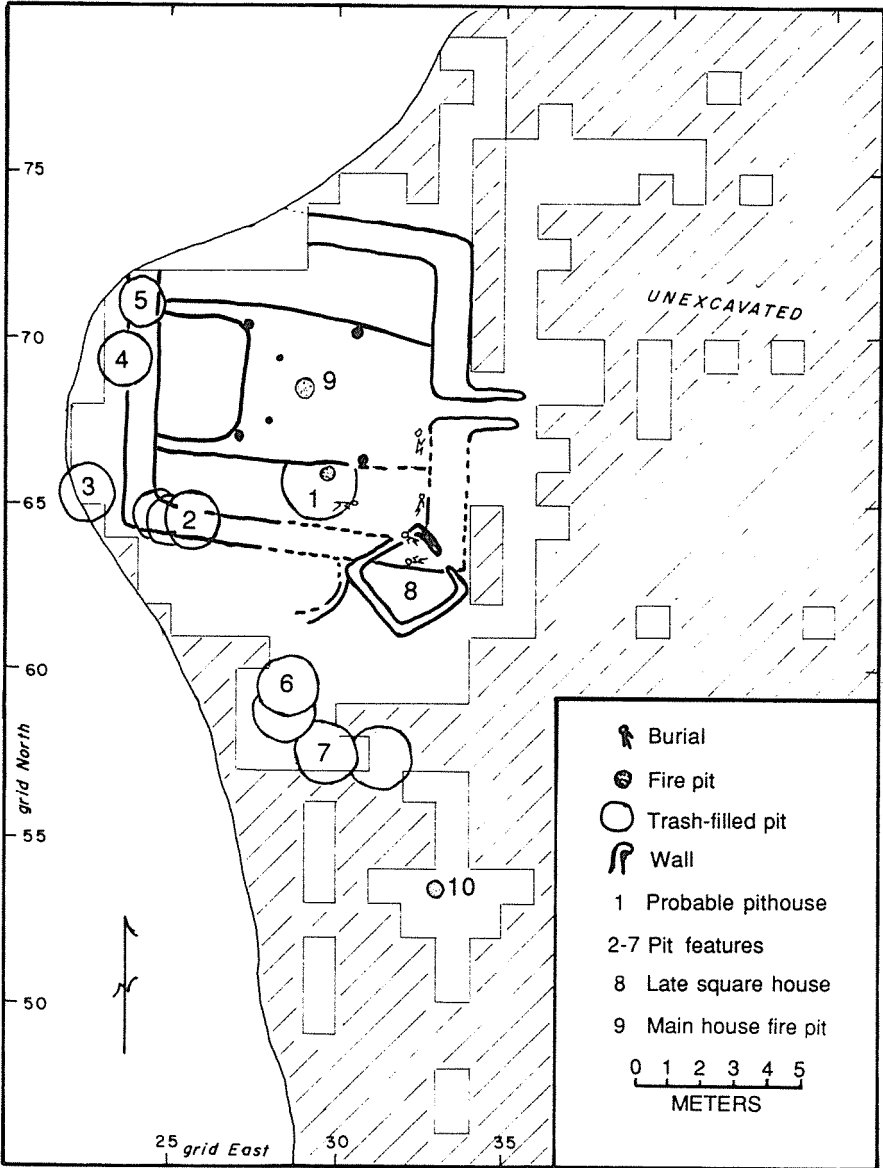 75
5
UNEXCAVATED
70
4
9
3
65
1
2
8
60
6
7
grid North
55
10
50
25 grid East 30 35
Burial
Fire pit
Trash-filled pit
Wall
1 Probable pithouse
2-7 Pit features
8 Late square house
9 Main house fire pit
0 1 2 3 4 5
METERS